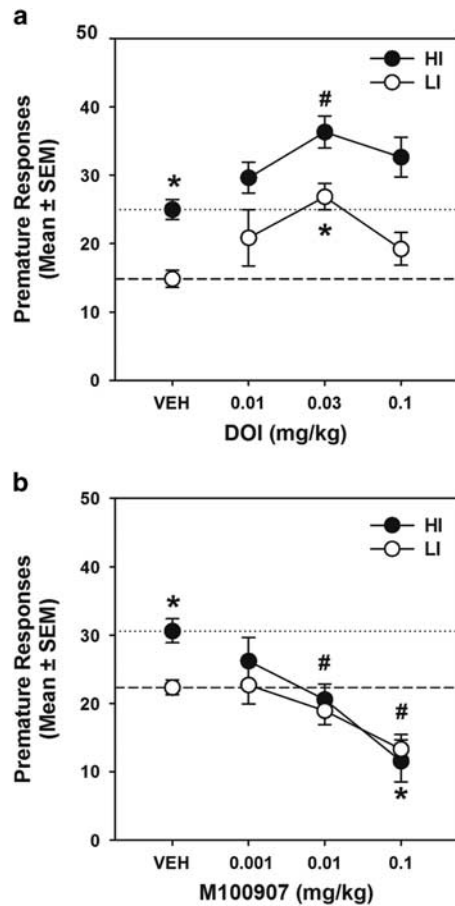 a
50
40
30
20
10
0
Premature Responses
(Mean ± SEM)
HI
LI
*
#
*
VEH 0.01 0.03 0.1
DOI (mg/kg)
b
50
40
30
20
10
0
Premature Responses
(Mean ± SEM)
HI
LI
*
#
#
*
VEH 0.001 0.01 0.1
M100907 (mg/kg)